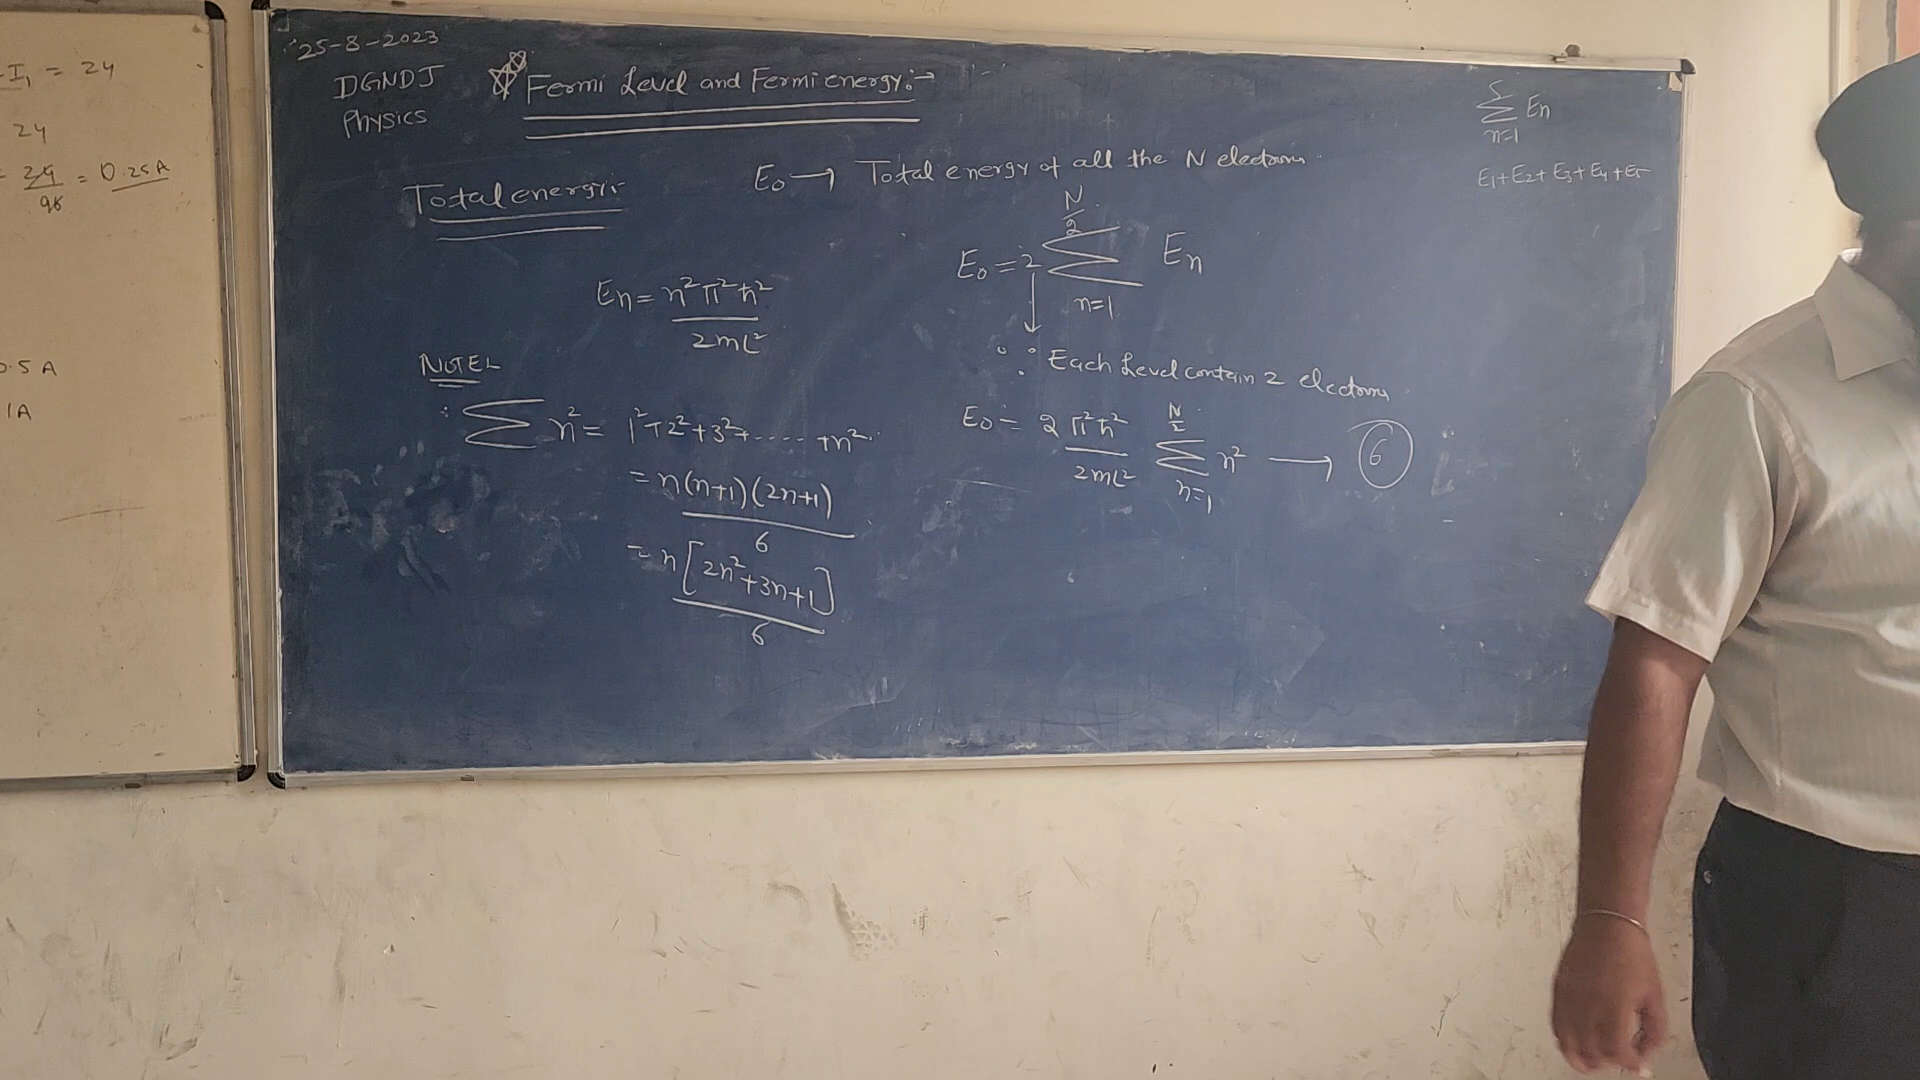 I₁ = 24
24
= 24/96 = 0.25A
0.5 A
1A
25-8-2023
DGNDJ
Physics
Fermi Level and Fermi energy:→
Total energy:-
E₀ → Total energy of all the N electrons
Eₙ = n²π²ħ²/2mL²
E₀ = 2 ∑ₙ₌₁^(N/2) Eₙ
∵ Each Level contain 2 electrons
NOTE
∵ ∑n² = 1²+2²+3²+....+n²
= n(n+1)(2n+1)/6
= n[2n²+3n+1]/6
E₀ = 2 π²ħ²/2mL² ∑ₙ₌₁^(N/2) n² → 6
∑ₙ₌₁^5 Eₙ
E₁+E₂+E₃+E₄+E₅